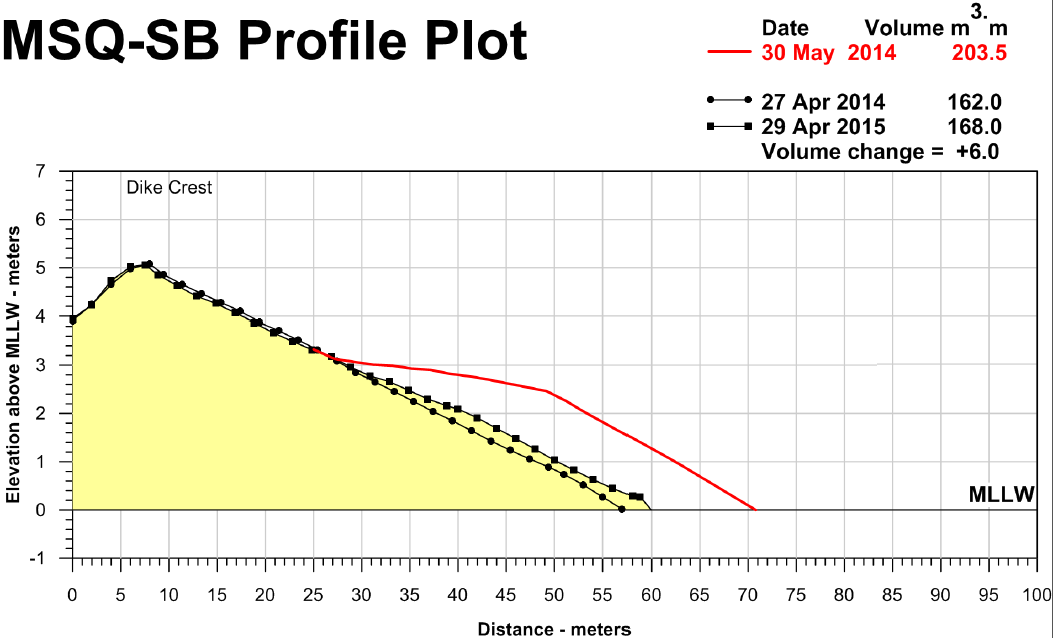 MSQ-SB Profile Plot
Date Volume m³·m
30 May 2014 203.5
27 Apr 2014 162.0
29 Apr 2015 168.0
Volume change = +6.0
Dike Crest
7
6
5
4
3
2
1
0
-1
Elevation above MLLW - meters
MLLW
0 5 10 15 20 25 30 35 40 45 50 55 60 65 70 75 80 85 90 95 100
Distance - meters